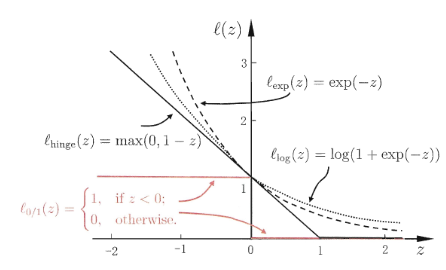 ℓ(z)
3
ℓ_exp(z) = exp(−z)
2
ℓ_hinge(z) = max(0, 1 − z)
ℓ_log(z) = log(1 + exp(−z))
1
ℓ_0/1(z) = { 1, if z < 0;
0, otherwise.
-2 -1 0 1 2 z